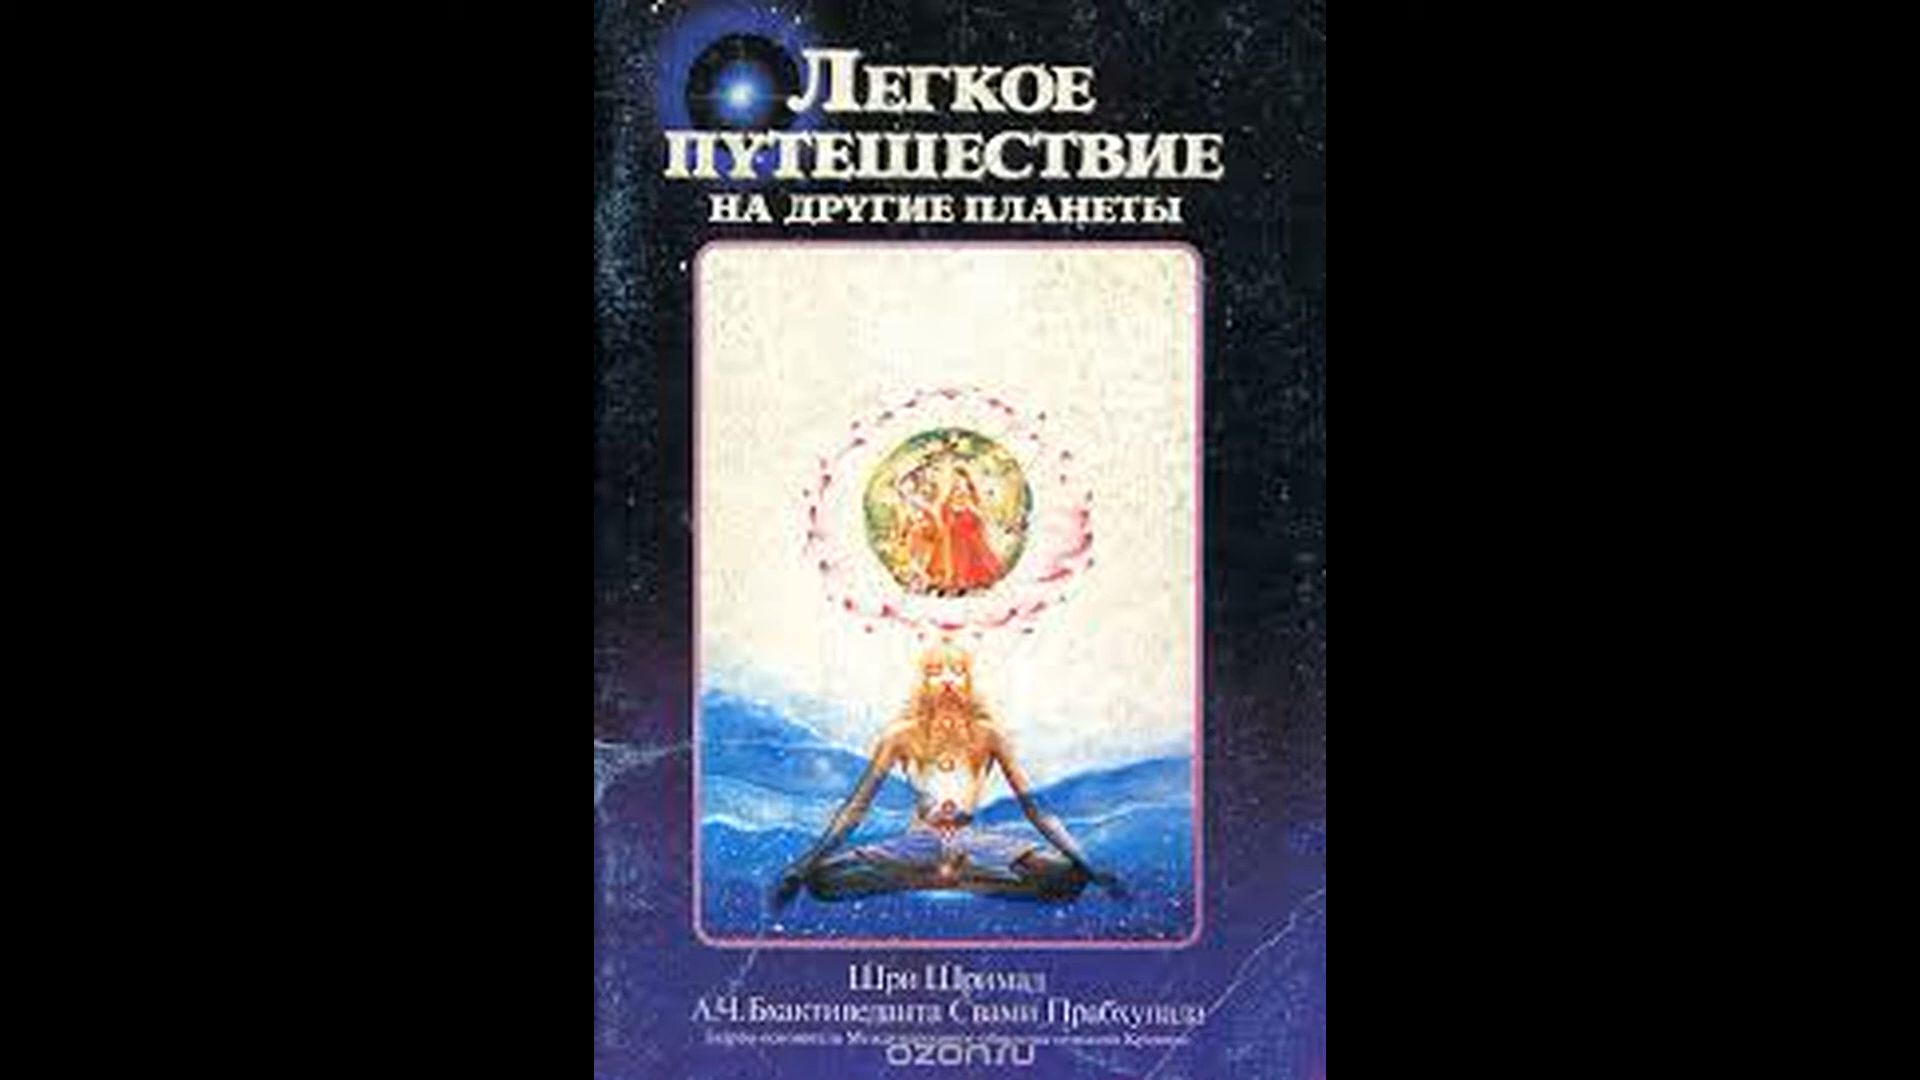 Легкое
путешествие
на другие планеты
Шри Шримад
А.Ч. Бхактиведанта Свами Прабхупада
ozon.ru